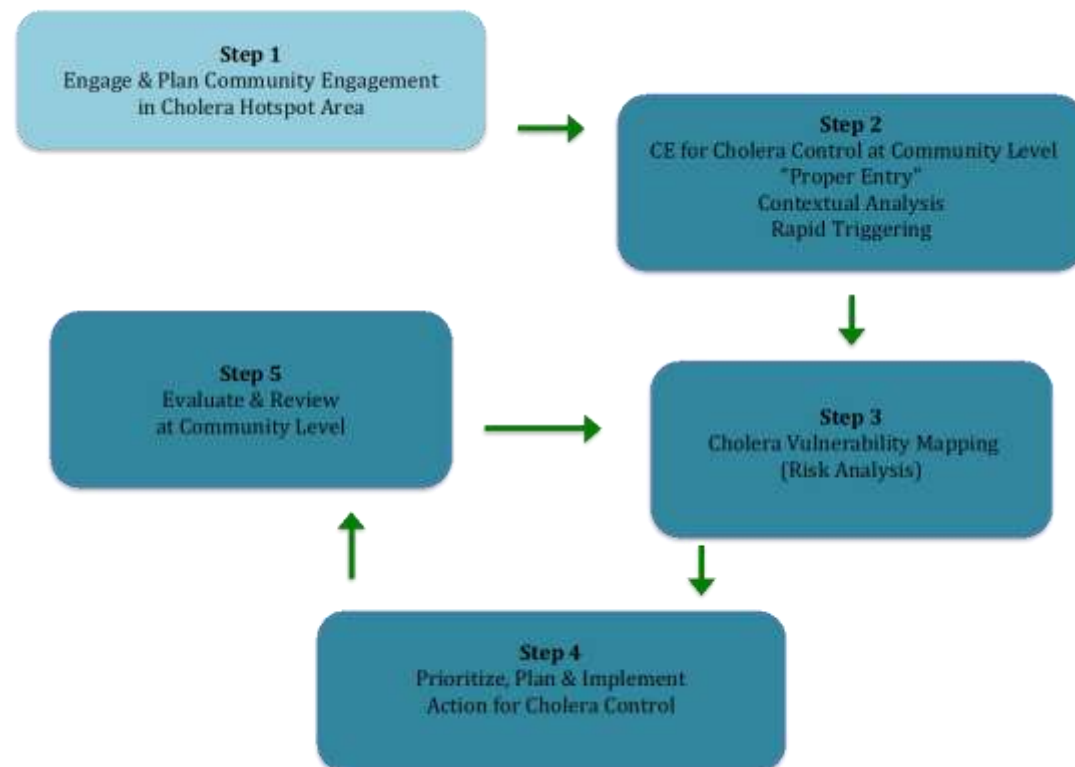 Step 1
Engage & Plan Community Engagement
in Cholera Hotspot Area
Step 2
CE for Cholera Control at Community Level
"Proper Entry"
Contextual Analysis
Rapid Triggering
Step 3
Cholera Vulnerability Mapping
(Risk Analysis)
Step 4
Prioritize, Plan & Implement
Action for Cholera Control
Step 5
Evaluate & Review
at Community Level